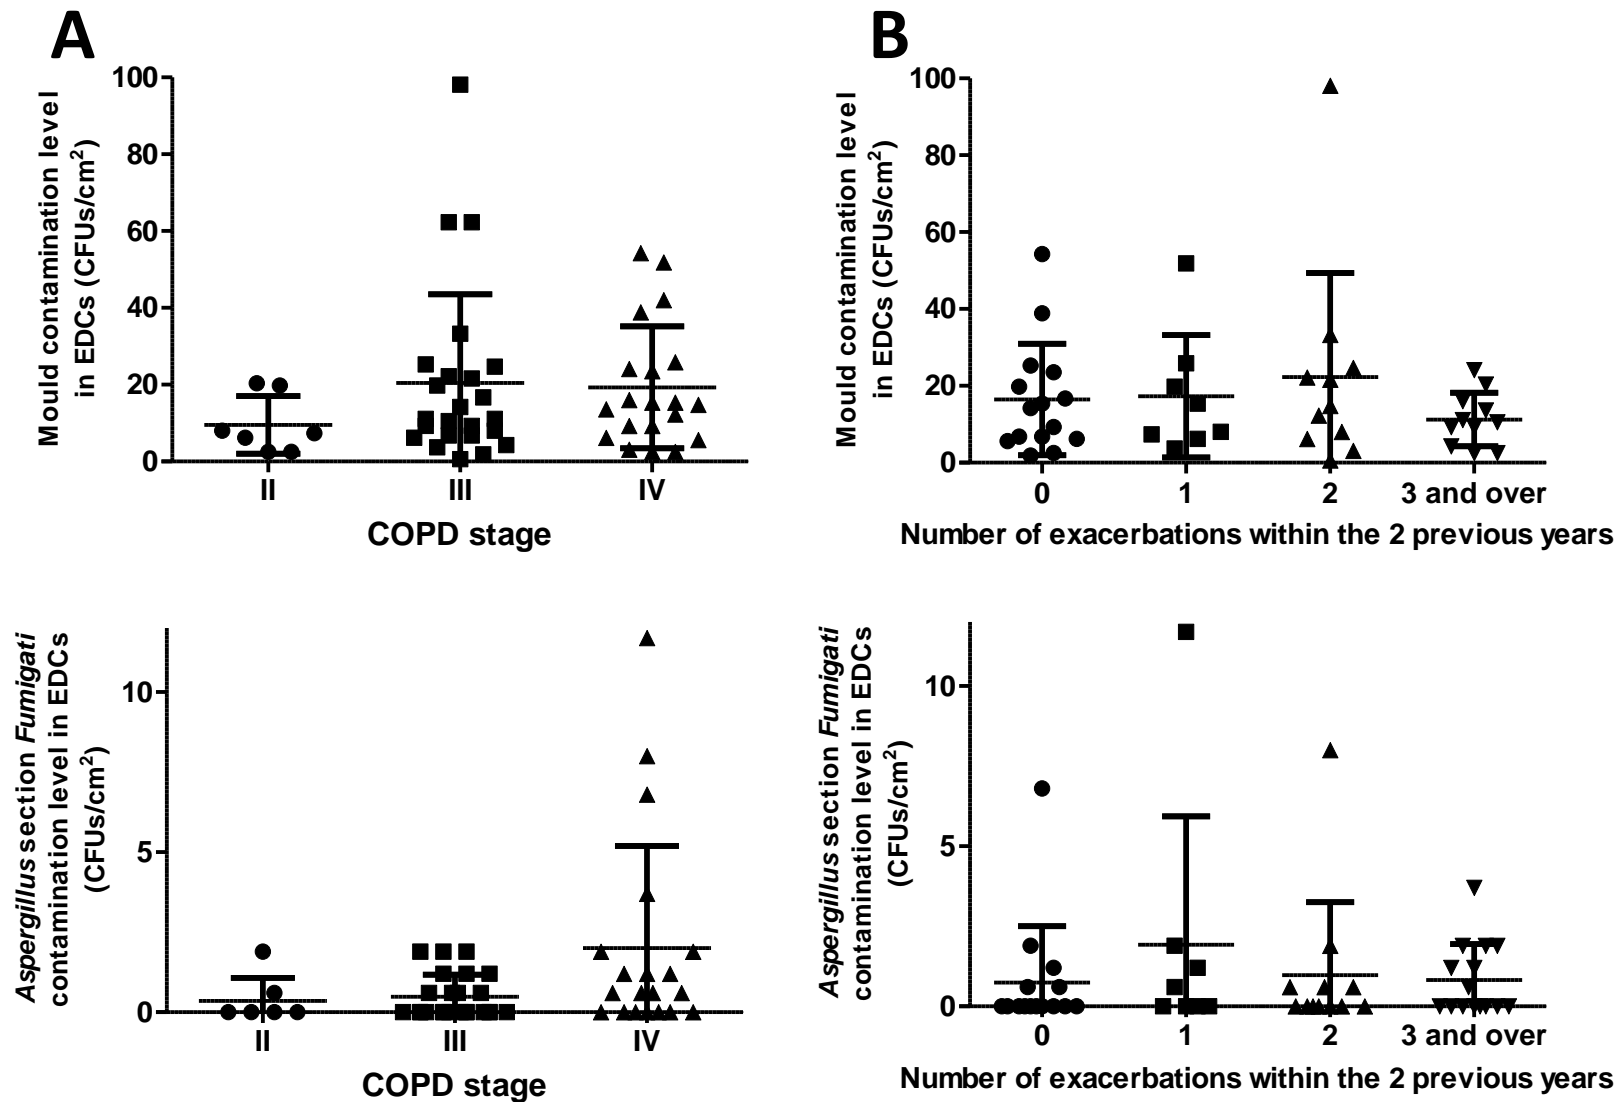 A
Mould contamination level
in EDCs (CFUs/cm²)
100
80
60
40
20
0
II III IV
COPD stage
B
Mould contamination level
in EDCs (CFUs/cm²)
100
80
60
40
20
0
0 1 2 3 and over
Number of exacerbations within the 2 previous years
Aspergillus section Fumigati
contamination level in EDCs
(CFUs/cm²)
10
5
0
II III IV
COPD stage
Aspergillus section Fumigati
contamination level in EDCs
(CFUs/cm²)
10
5
0
0 1 2 3 and over
Number of exacerbations within the 2 previous years